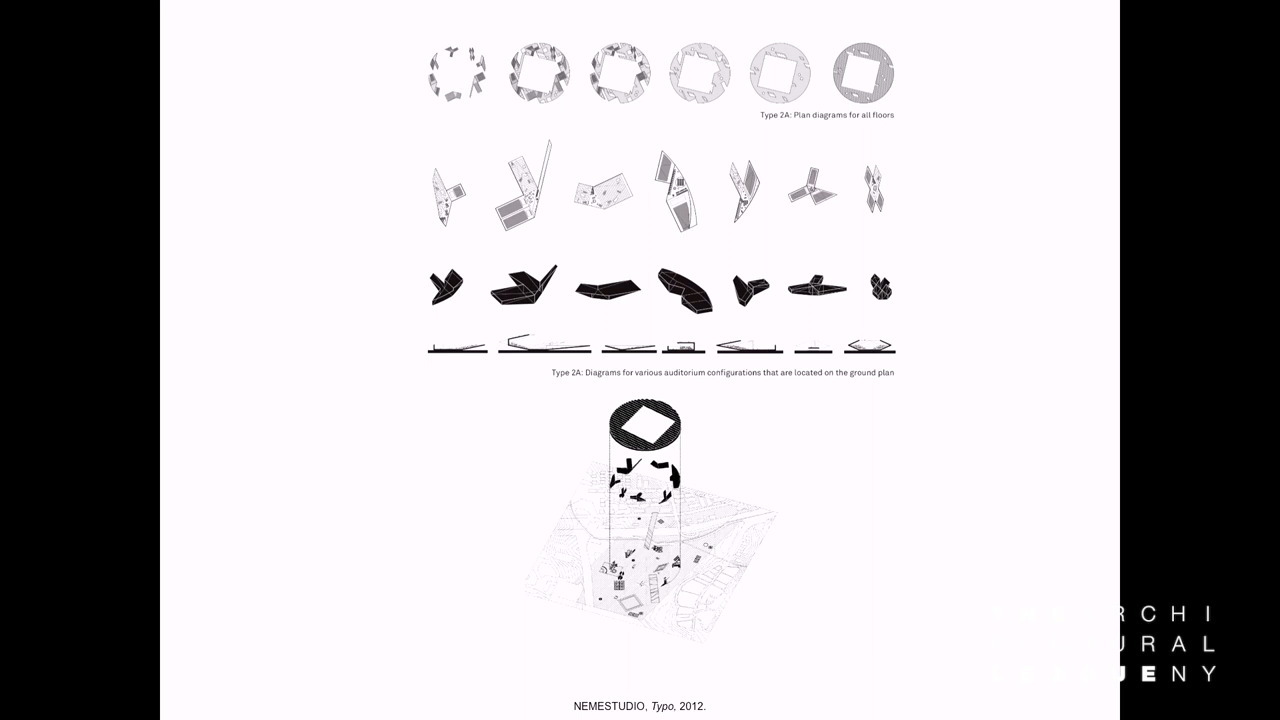 Type 2A: Plan diagrams for all floors
Type 2A: Diagrams for various auditorium configurations that are located on the ground plan
RCHI
URAL
UENY
NEMESTUDIO, Typo, 2012.